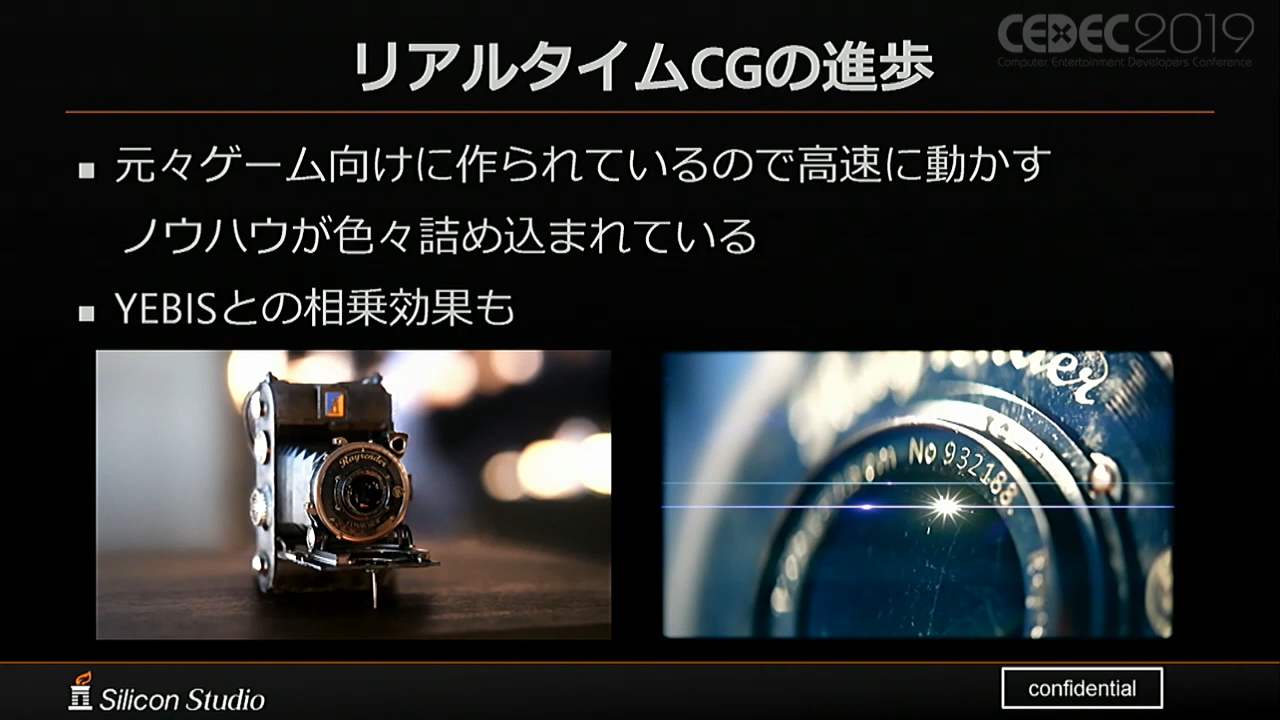 CEDEC2019
Computer Entertainment Developers Conference
リアルタイムCGの進歩
■ 元々ゲーム向けに作られているので高速に動かす
ノウハウが色々詰め込まれている
■ YEBISとの相乗効果も
No 932188
Silicon Studio
confidential